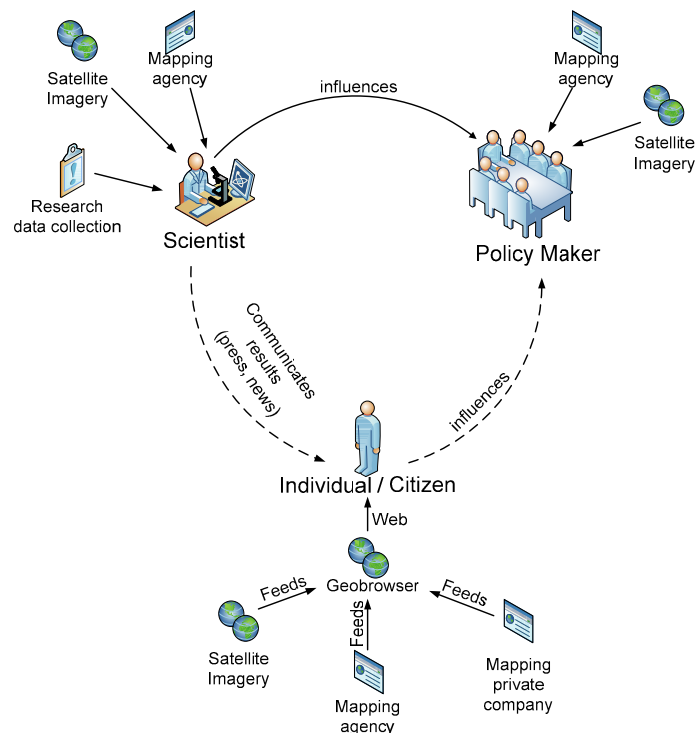 Satellite
Imagery
Mapping
agency
influences
Mapping
agency
Satellite
Imagery
Research
data collection
Scientist
Policy Maker
Communicates
results
(press, news)
influences
Individual / Citizen
Web
Geobrowser
Feeds
Feeds
Feeds
Satellite
Imagery
Mapping
agency
Mapping
private
company